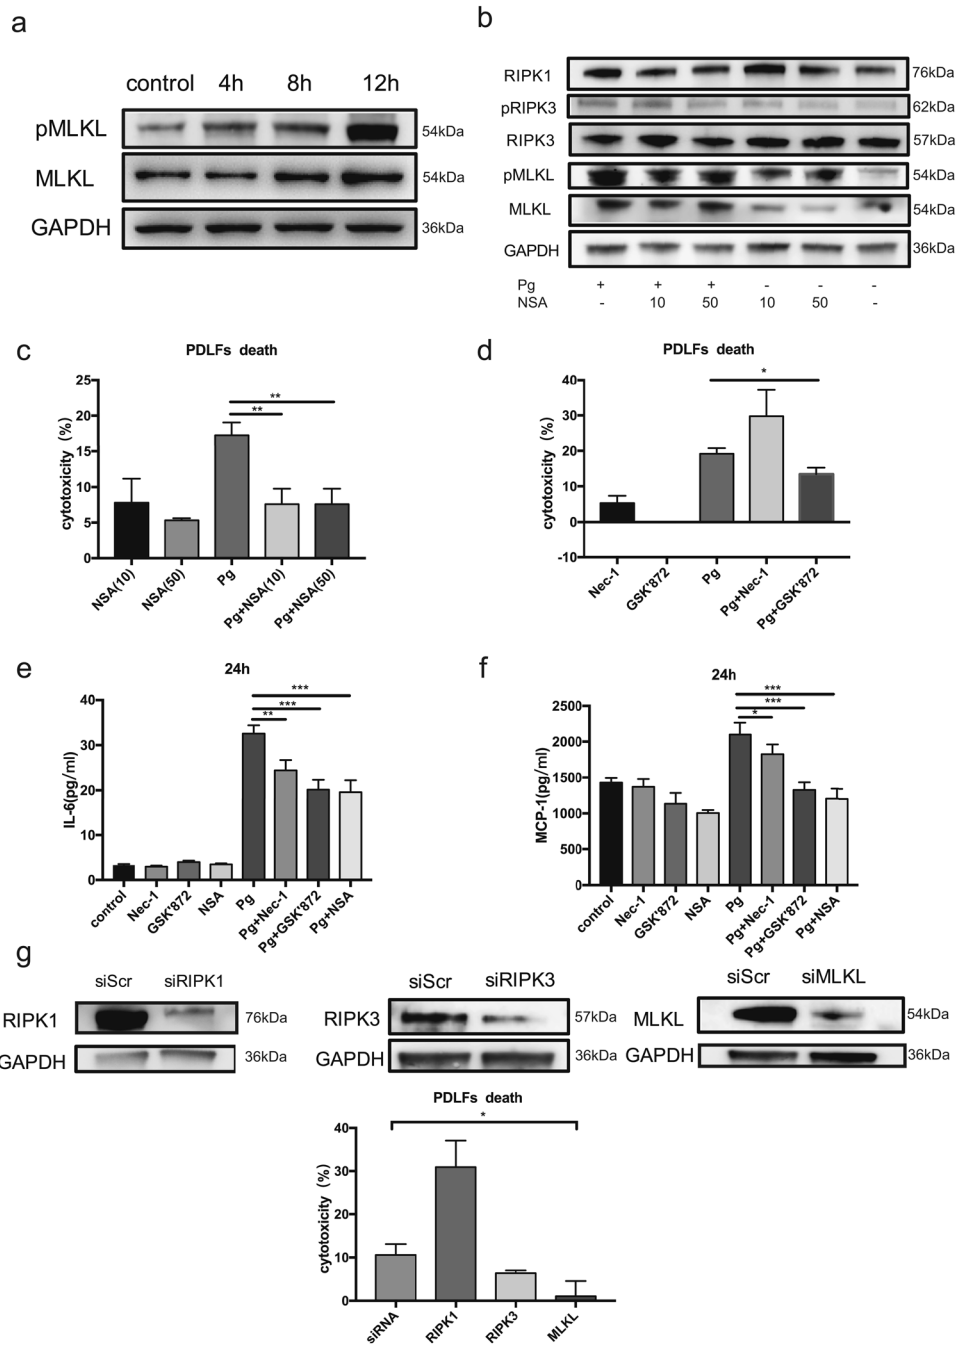 a
control 4h 8h 12h
pMLKL 54kDa
MLKL 54kDa
GAPDH 36kDa
b
RIPK1 76kDa
pRIPK3 62kDa
RIPK3 57kDa
pMLKL 54kDa
MLKL 54kDa
GAPDH 36kDa
Pg + + + - - -
NSA - 10 50 10 50 -
c
PDLFs death
cytotoxicity (%)
25
20
15
10
5
0
**
**
NSA(10) NSA(50) Pg Pg+NSA(10) Pg+NSA(50)
d
PDLFs death
cytotoxicity (%)
40
30
20
10
0
-10
*
Nec-1 GSK'872 Pg Pg+Nec-1 Pg+GSK'872
e
24h
IL-6(pg/ml)
40
30
20
10
0
***
***
**
control Nec-1 GSK'872 NSA Pg Pg+Nec-1 Pg+GSK'872 Pg+NSA
f
24h
MCP-1(pg/ml)
2500
2000
1500
1000
500
0
***
***
*
control Nec-1 GSK'872 NSA Pg Pg+Nec-1 Pg+GSK'872 Pg+NSA
g
siScr siRIPK1
RIPK1 76kDa
GAPDH 36kDa
siScr siRIPK3
RIPK3 57kDa
GAPDH 36kDa
siScr siMLKL
MLKL 54kDa
GAPDH 36kDa
PDLFs death
*
cytotoxicity (%)
40
30
20
10
0
siRNA RIPK1 RIPK3 MLKL